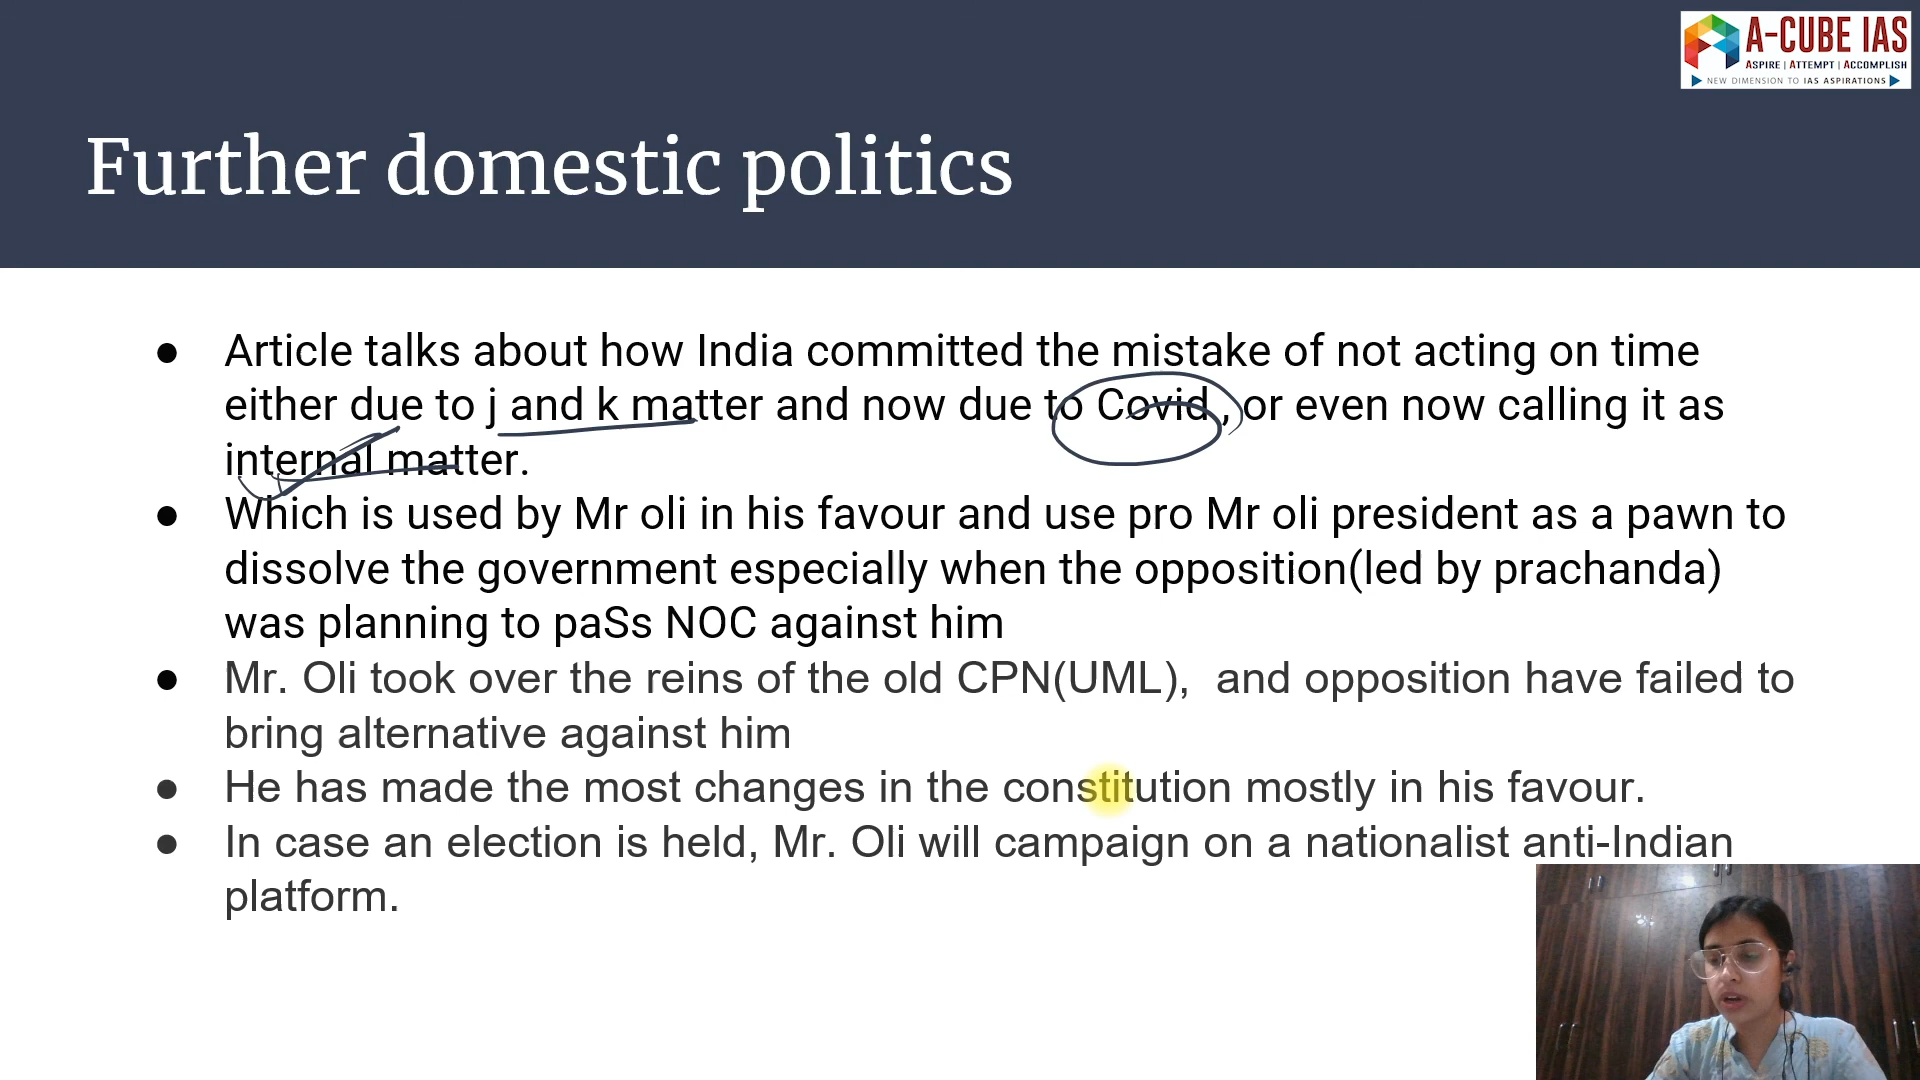 A-CUBE IAS
ASPIRE | ATTEMPT | ACCOMPLISH
NEW DIMENSION TO IAS ASPIRATIONS
Further domestic politics
● Article talks about how India committed the mistake of not acting on time
either due to j and k matter and now due to Covid , or even now calling it as
internal matter.
● Which is used by Mr oli in his favour and use pro Mr oli president as a pawn to
dissolve the government especially when the opposition(led by prachanda)
was planning to paSs NOC against him
● Mr. Oli took over the reins of the old CPN(UML),  and opposition have failed to
bring alternative against him
● He has made the most changes in the constitution mostly in his favour.
● In case an election is held, Mr. Oli will campaign on a nationalist anti-Indian
platform.